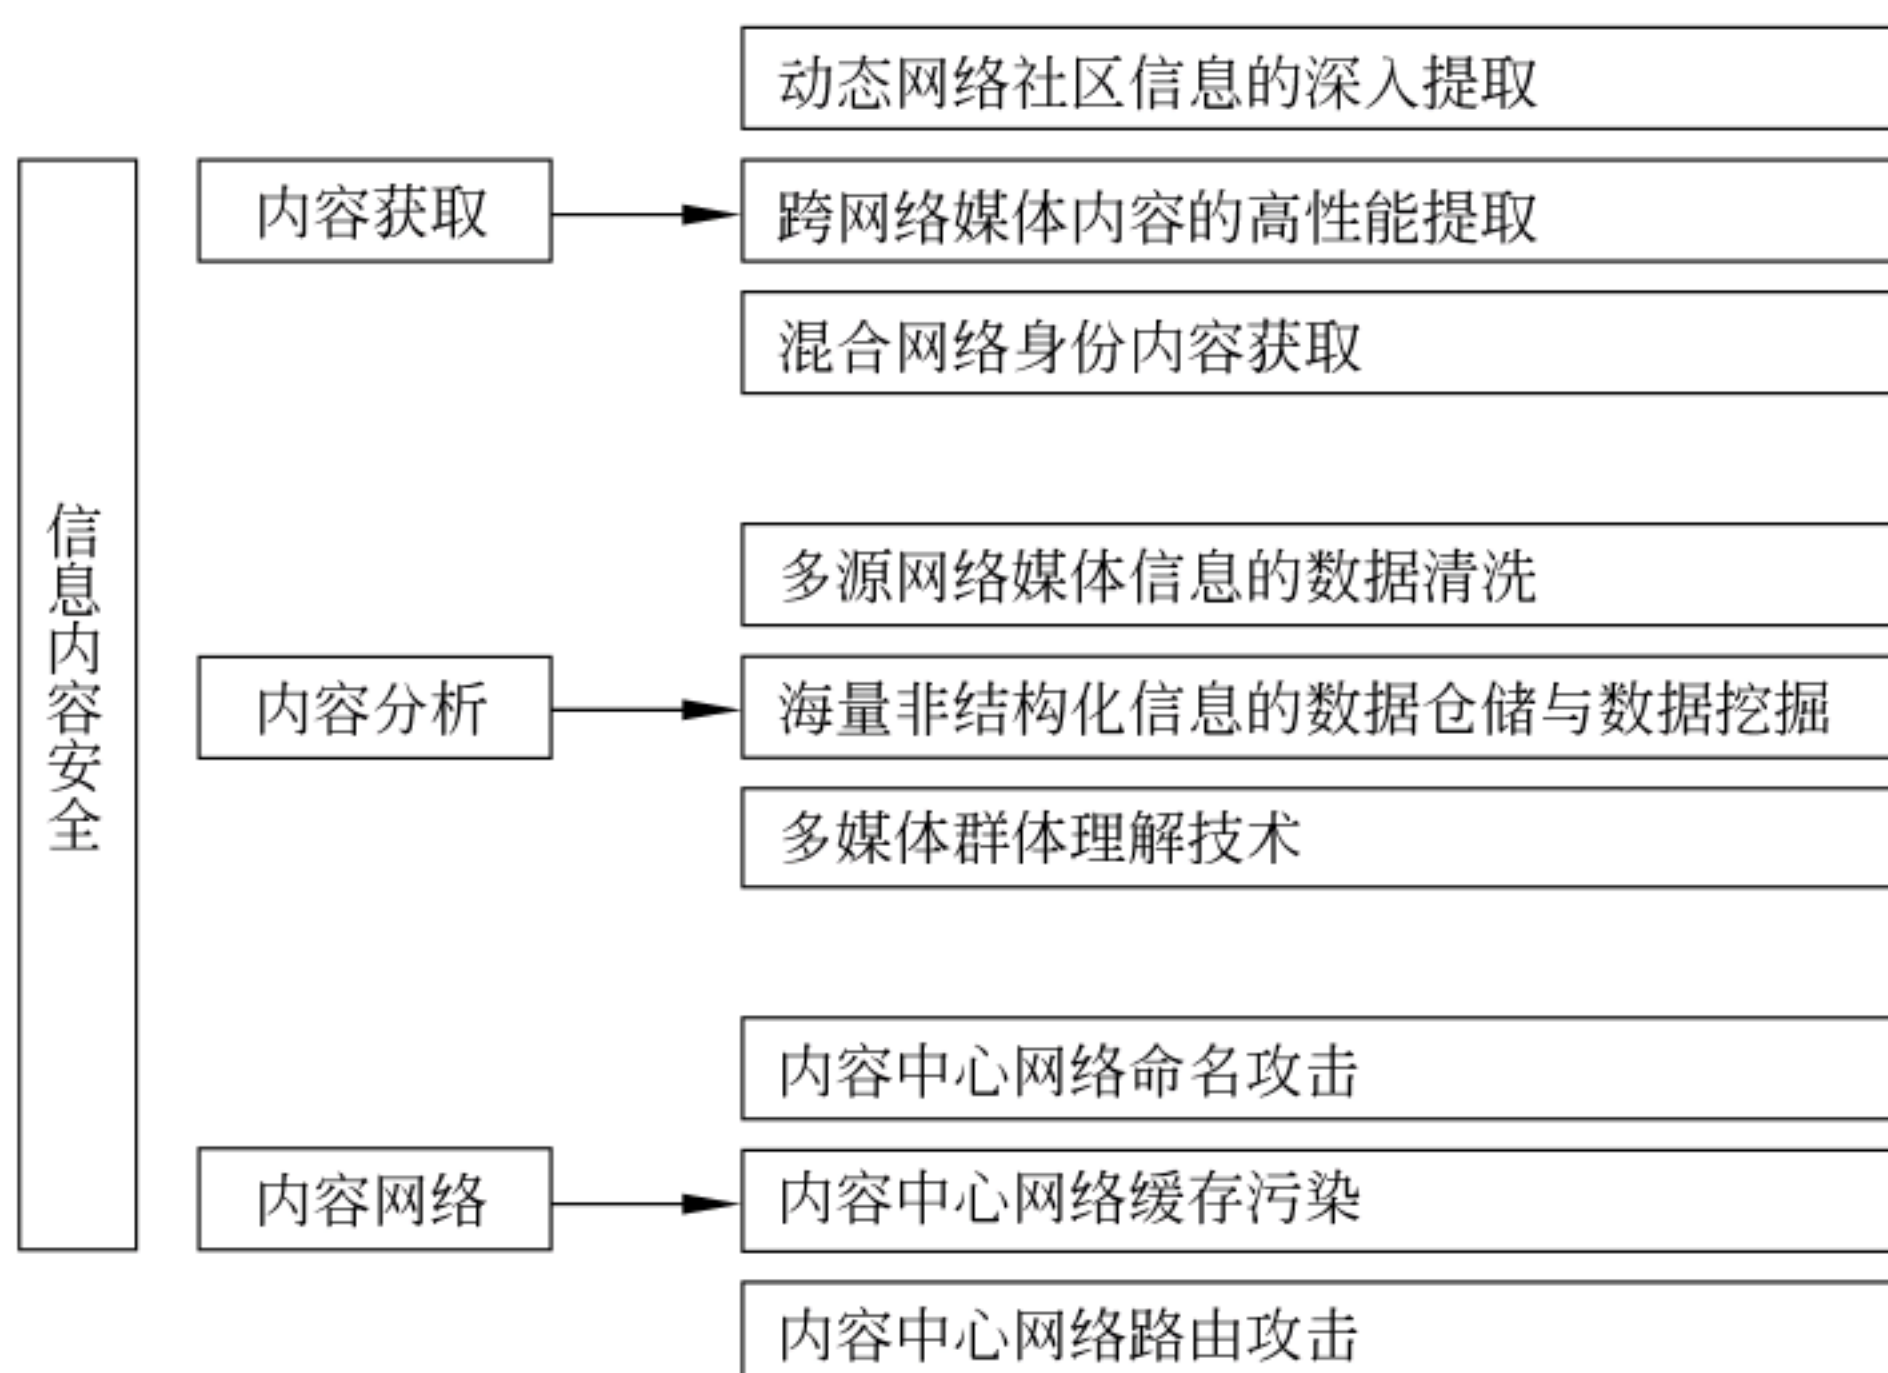 信息内容安全
内容获取
动态网络社区信息的深入提取
跨网络媒体内容的高性能提取
混合网络身份内容获取
内容分析
多源网络媒体信息的数据清洗
海量非结构化信息的数据仓储与数据挖掘
多媒体群体理解技术
内容网络
内容中心网络命名攻击
内容中心网络缓存污染
内容中心网络路由攻击